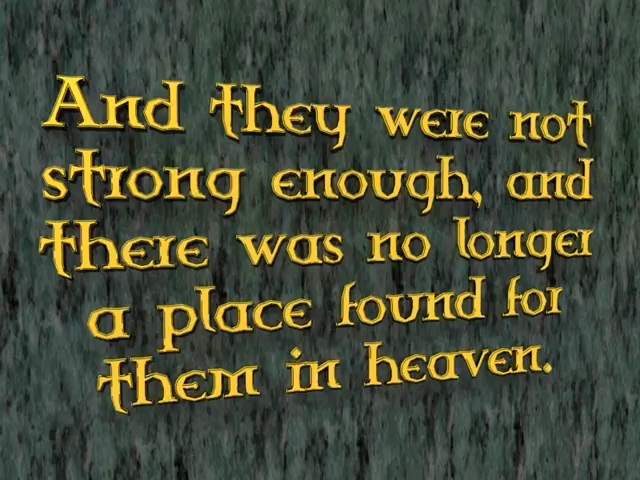 And they were not
strong enough, and
there was no longer
a place found for
them in heaven.